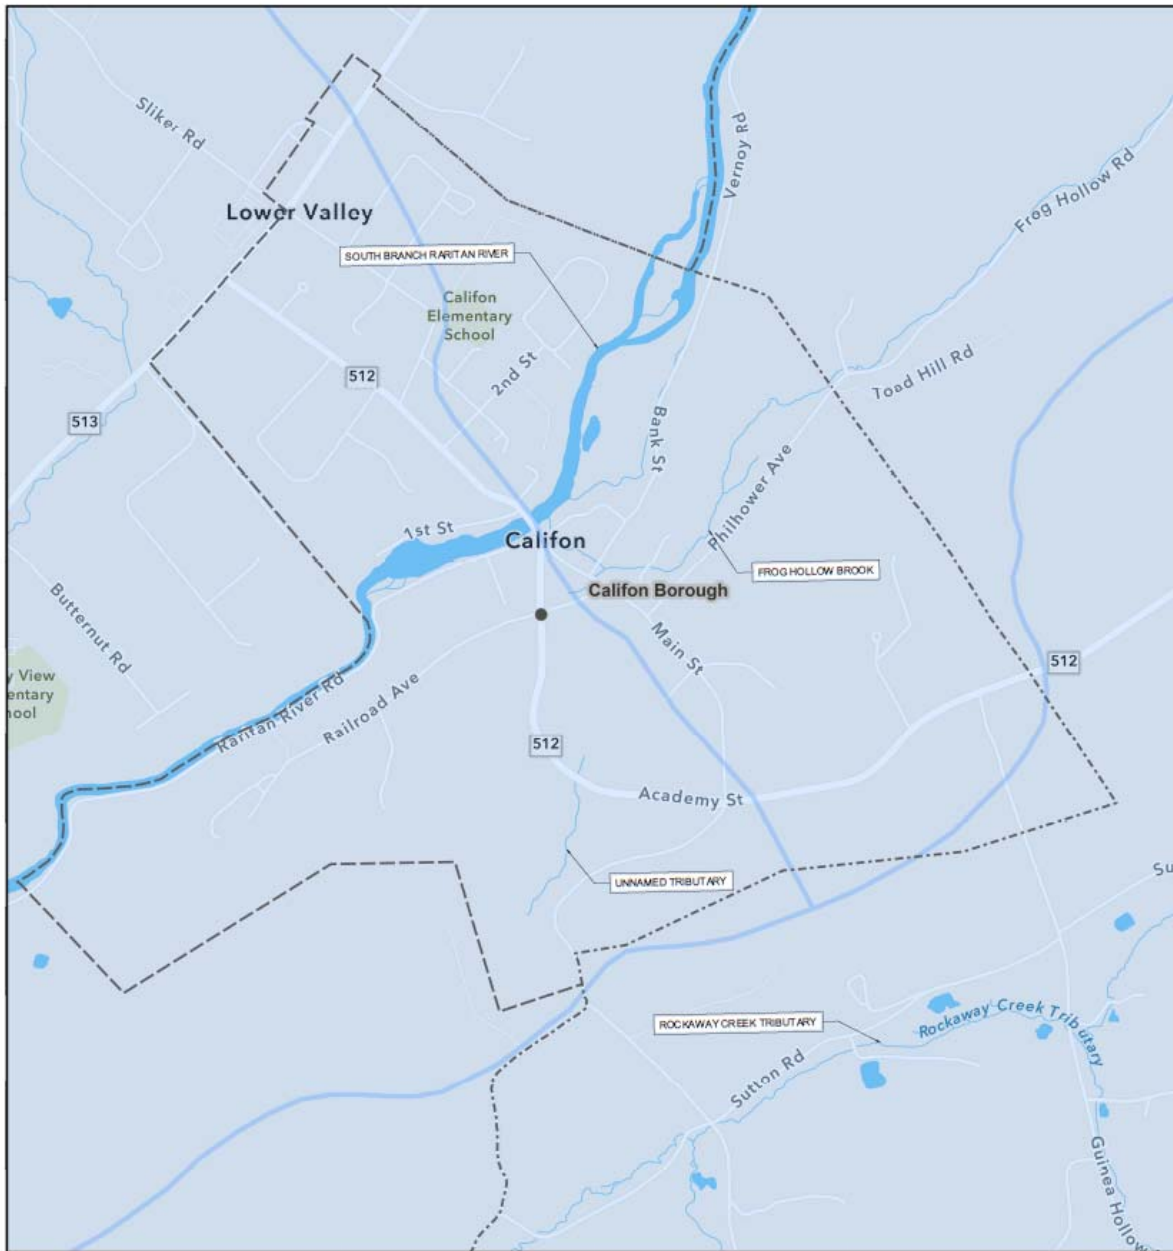 Sliker Rd
Vernoy Rd
Frog Hollow Rd
Lower Valley
SOUTH BRANCH RARITAN RIVER
Califon
Elementary
School
2nd St
512
Toad Hill Rd
513
Bank St
Philhower Ave
1st St
Califon
FROG HOLLOW BROOK
Califon Borough
Butternut Rd
Main St
512
y View
entary
hool
Raritan River Rd
Railroad Ave
512
Academy St
UNNAMED TRIBUTARY
Su
ROCKAWAY CREEK TRIBUTARY
Rockaway Creek Tributary
Sutton Rd
Guinea Hollow